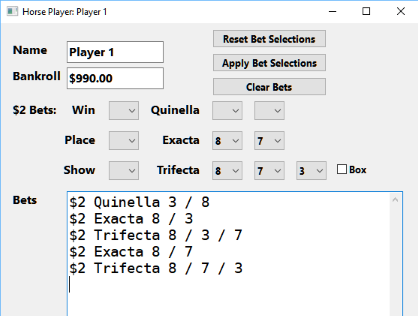 Horse Player: Player 1
Name Player 1 Reset Bet Selections
Bankroll $990.00 Apply Bet Selections
Clear Bets
$2 Bets: Win Quinella
Place Exacta 8 7
Show Trifecta 8 7 3 Box
Bets
$2 Quinella 3 / 8
$2 Exacta 8 / 3
$2 Trifecta 8 / 3 / 7
$2 Exacta 8 / 7
$2 Trifecta 8 / 7 / 3